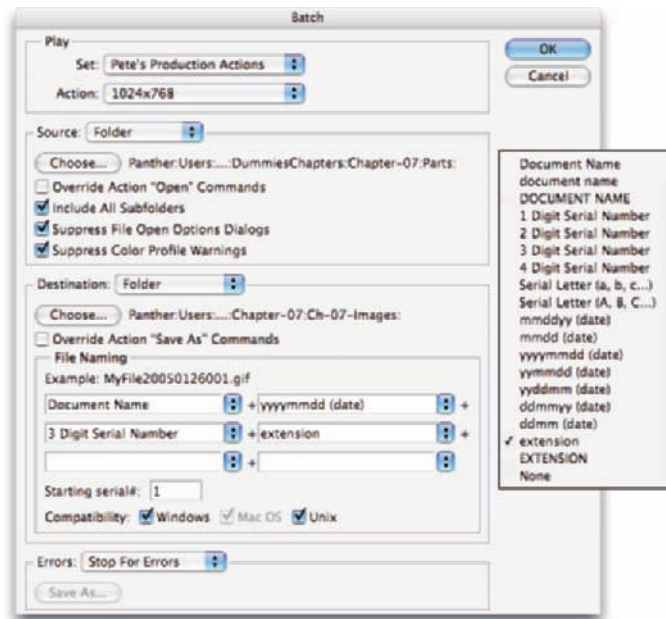 Batch
Play
Set: Pete's Production Actions
Action: 1024x768
OK
Cancel
Source: Folder
Choose... Panther:Users:...:DummiesChapters:Chapter-07:Parts:
Override Action "Open" Commands
Include All Subfolders
Suppress File Open Options Dialogs
Suppress Color Profile Warnings
Destination: Folder
Choose... Panther:Users:...:Chapter-07:Ch-07-Images:
Override Action "Save As" Commands
File Naming
Example: MyFile20050126001.gif
Document Name + yyyymmdd (date) +
3 Digit Serial Number + extension +
+
Starting serial#: 1
Compatibility: Windows Mac OS Unix
Errors: Stop For Errors
Save As...
Document Name
document name
DOCUMENT NAME
1 Digit Serial Number
2 Digit Serial Number
3 Digit Serial Number
4 Digit Serial Number
Serial Letter (a, b, c...)
Serial Letter (A, B, C...)
mmddyy (date)
mmdd (date)
yyyymmdd (date)
yymmdd (date)
yyddmm (date)
ddmmyy (date)
ddmm (date)
✓ extension
EXTENSION
None